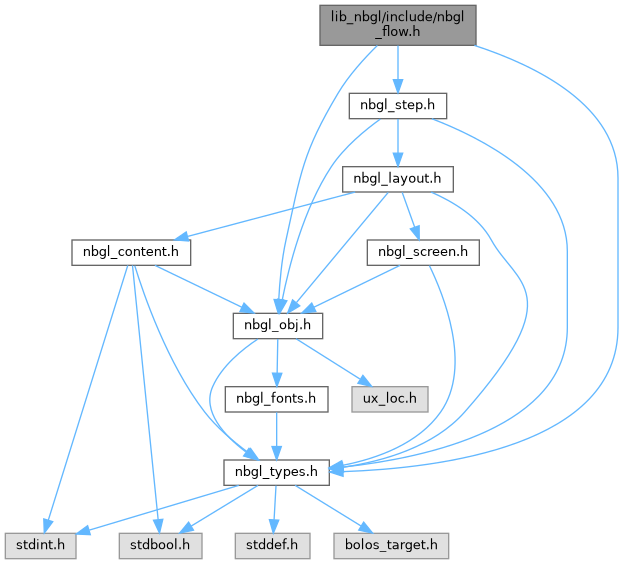 lib_nbgl/include/nbgl
_flow.h
nbgl_step.h
nbgl_layout.h
nbgl_content.h
nbgl_screen.h
nbgl_obj.h
nbgl_fonts.h
ux_loc.h
nbgl_types.h
stdint.h
stdbool.h
stddef.h
bolos_target.h